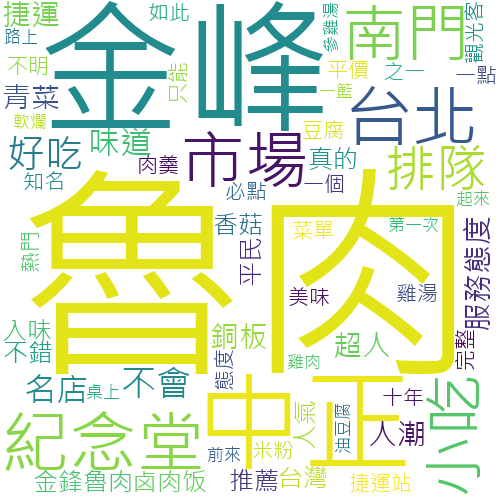 捷運
路上
如此
金峰
參雞湯
南門
觀光客
不明
只能
平價
之一
一點
青菜
軟爛
一籃
台北
味道
豆腐
好吃
肉羹
市場
真的
排隊
知名
必點
一個
起來
魯肉
香菇
菜單
第一次
服務態度
熱門
平民
美味
雞湯
入味
不錯
銅板
超人
完整
名店
桌上
不會
態度
中正
雞肉
小吃
紀念堂
人氣
油豆腐
十年
人潮
前來
米粉
金鋒魯肉卤肉饭
推薦
台灣
捷運站